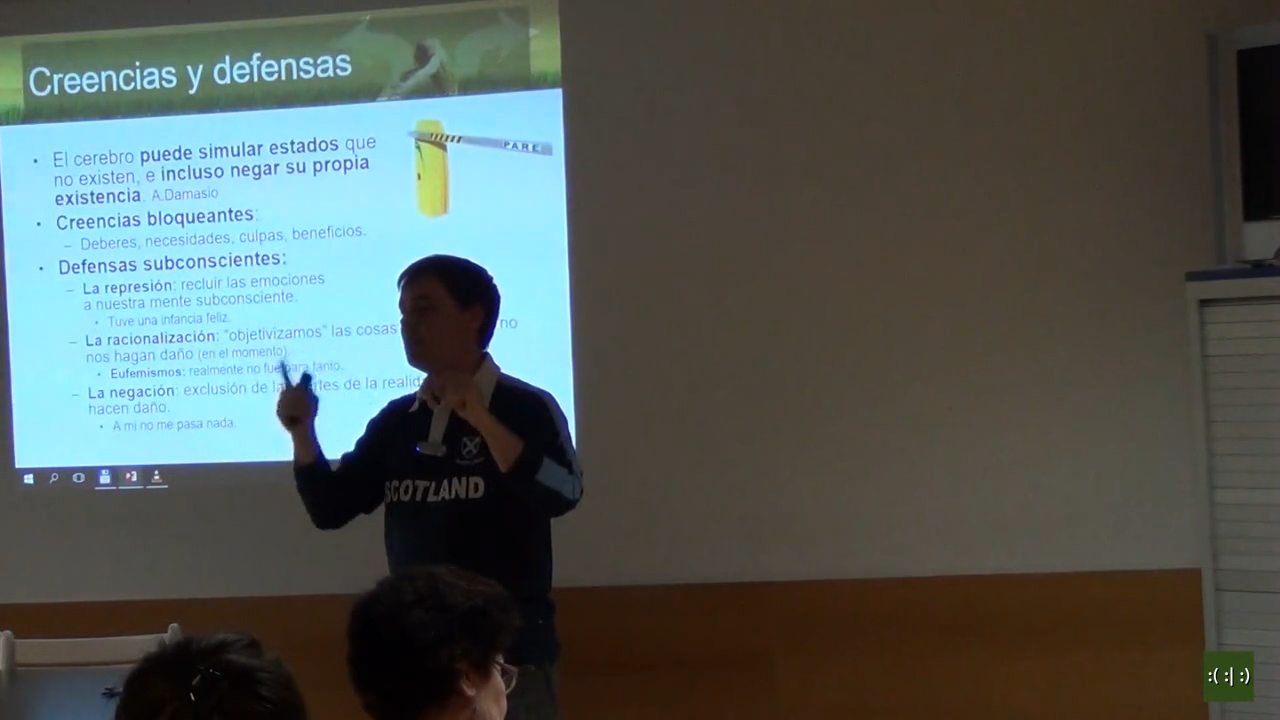 Creencias y defensas
• El cerebro puede simular estados que
no existen, e incluso negar su propia
existencia. A.Damasio
• Creencias bloqueantes:
– Deberes, necesidades, culpas, beneficios.
• Defensas subconscientes:
– La represión: recluir las emociones
a nuestra mente subconsciente.
• Tuve una infancia feliz.
– La racionalización: "objetivizamos" las cosas no
nos hagan daño (en el momento).
• Eufemismos: realmente no fue para tanto.
– La negación: exclusión de
hacen daño.
• A mi no me pasa nada.
PARE
SCOTLAND
:( :| :)